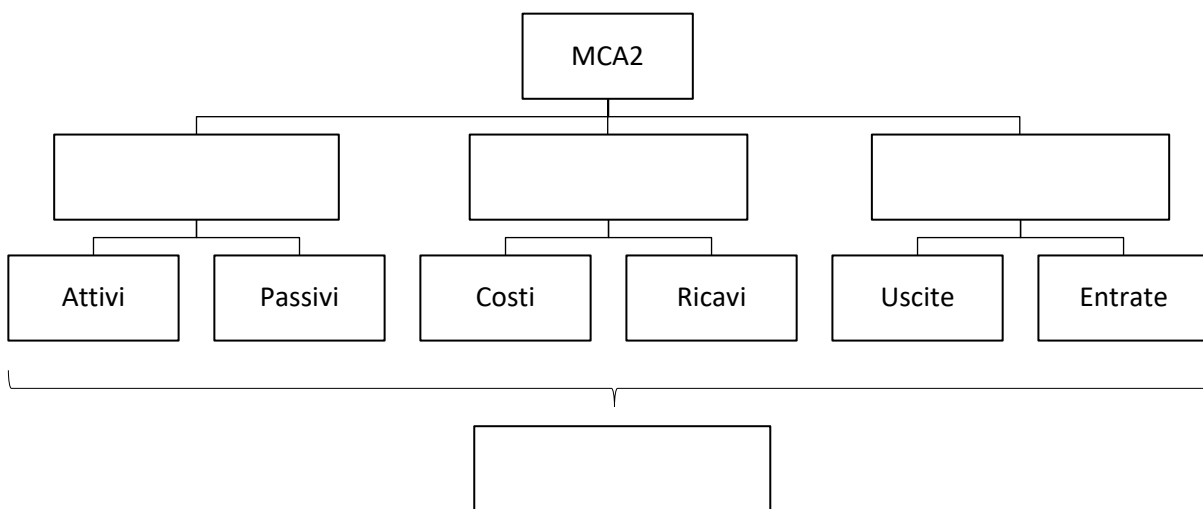 MCA2
Attivi
Passivi
Costi
Ricavi
Uscite
Entrate